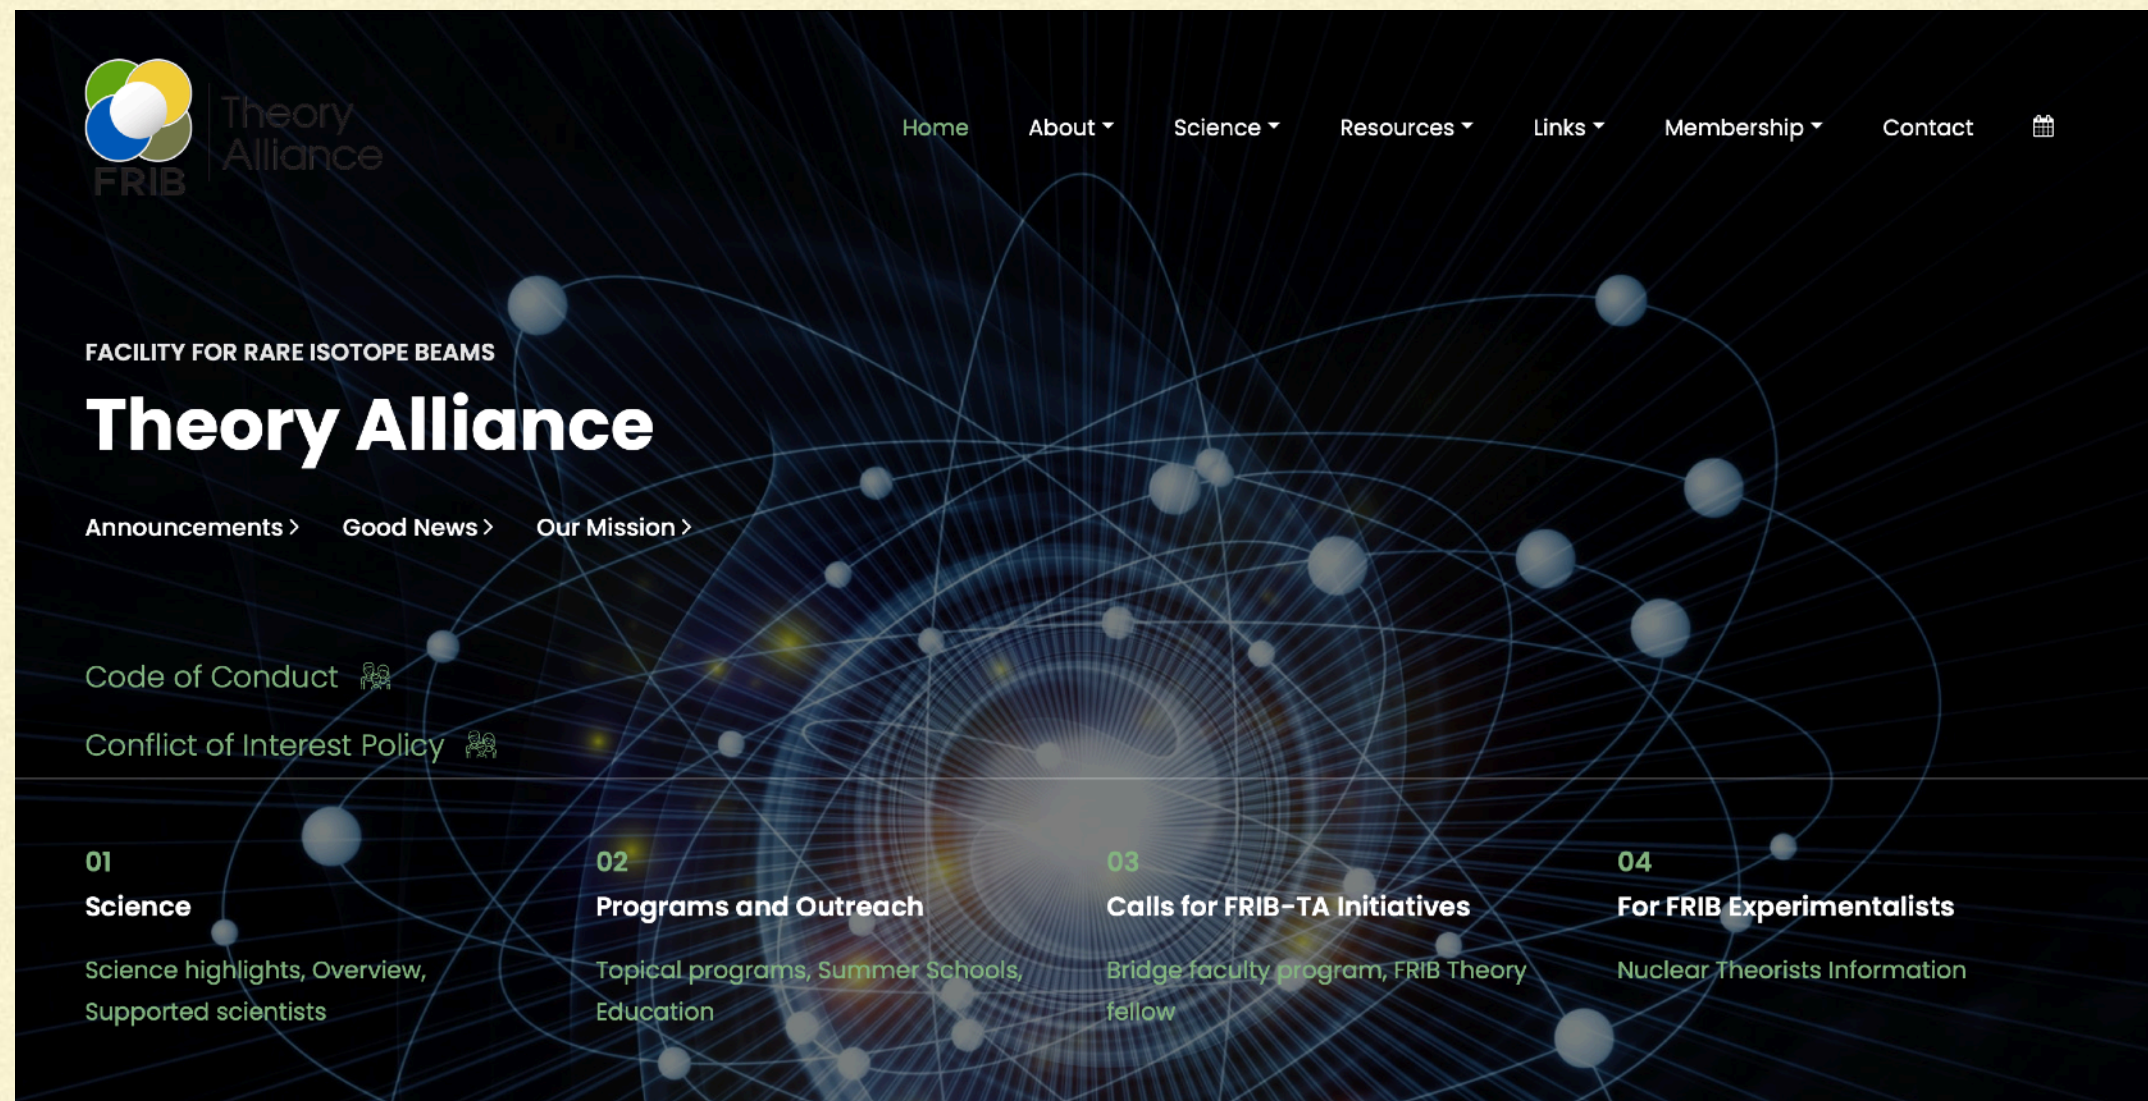 Theory
Alliance
FRIB
Home About Science Resources Links Membership Contact
FACILITY FOR RARE ISOTOPE BEAMS
Theory Alliance
Announcements > Good News > Our Mission >
Code of Conduct
Conflict of Interest Policy
01 02 03 04
Science Programs and Outreach Calls for FRIB-TA Initiatives For FRIB Experimentalists
Science highlights, Overview, Topical programs, Summer Schools, Bridge faculty program, FRIB Theory Nuclear Theorists Information
Supported scientists Education fellow